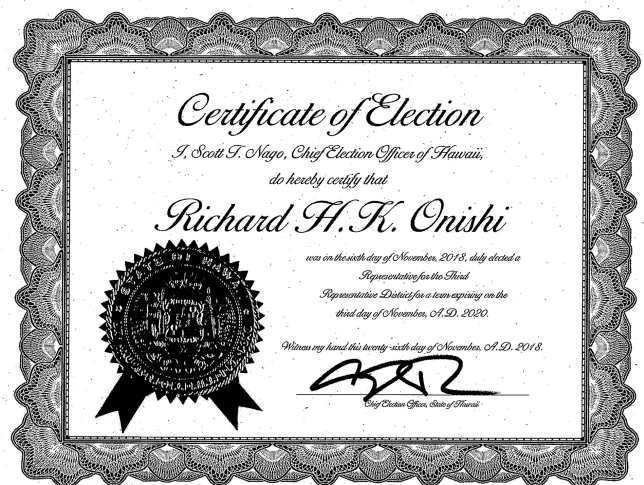 Certificate of Election
I, Scott T. Nago, Chief Election Officer of Hawaii,
do hereby certify that
Richard H.K. Onishi
was on the sixth day of November, 2018, duly elected a
Representative for the Third
Representative District for a term expiring on the
third day of November, A.D. 2020.
Witness my hand this twenty-sixth day of November, A.D. 2018.
Chief Election Officer, State of Hawaii
STATE OF HAWAII